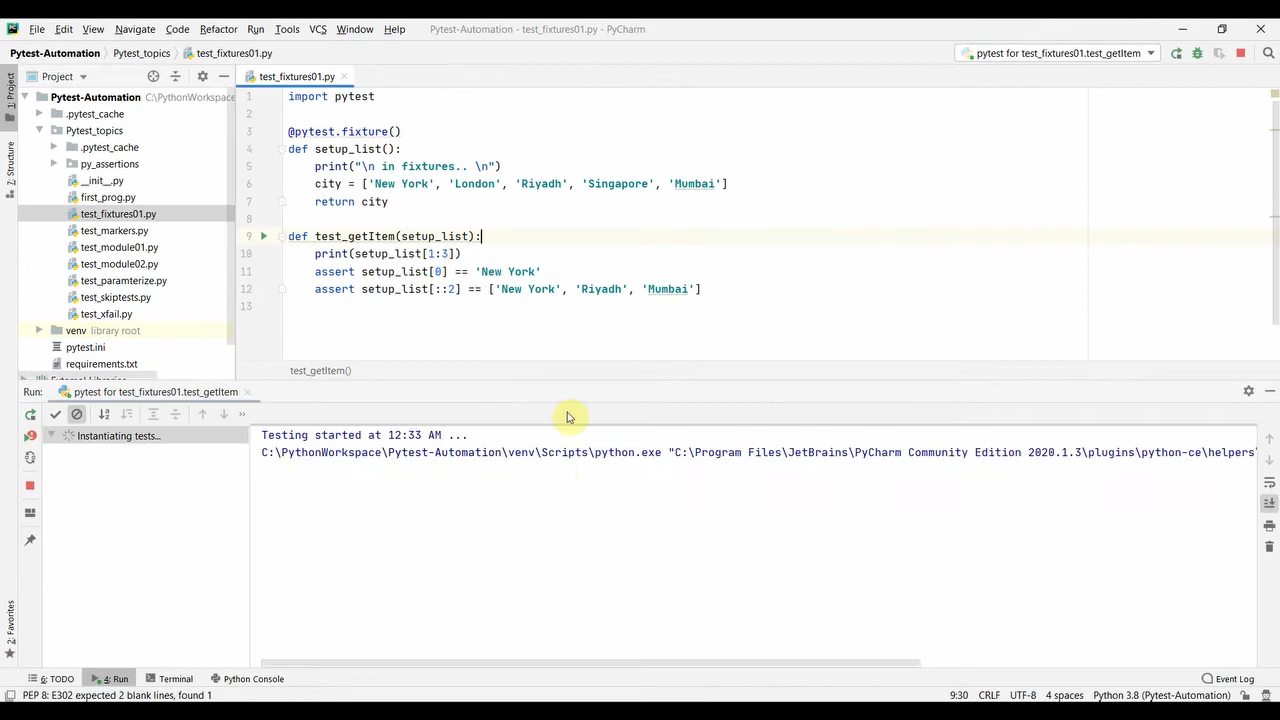 File Edit View Navigate Code Refactor Run Tools VCS Window Help Pytest-Automation - test_fixtures01.py - PyCharm
Pytest-Automation Pytest_topics test_fixtures01.py pytest for test_fixtures01.test_getItem
1: Project
7: Structure
2: Favorites
Project
Pytest-Automation C:\PythonWorkspace
.pytest_cache
Pytest_topics
.pytest_cache
py_assertions
__init__.py
first_prog.py
test_fixtures01.py
test_markers.py
test_module01.py
test_module02.py
test_paramterize.py
test_skiptests.py
test_xfail.py
venv library root
pytest.ini
requirements.txt
External Libraries
test_fixtures01.py
1 import pytest
2
3 @pytest.fixture()
4 def setup_list():
5 print("\n in fixtures.. \n")
6 city = ['New York', 'London', 'Riyadh', 'Singapore', 'Mumbai']
7 return city
8
9 def test_getItem(setup_list):
10 print(setup_list[1:3])
11 assert setup_list[0] == 'New York'
12 assert setup_list[::2] == ['New York', 'Riyadh', 'Mumbai']
13
test_getItem()
Run: pytest for test_fixtures01.test_getItem
Instantiating tests...
Testing started at 12:33 AM ...
C:\PythonWorkspace\Pytest-Automation\venv\Scripts\python.exe "C:\Program Files\JetBrains\PyCharm Community Edition 2020.1.3\plugins\python-ce\helpers\
6: TODO 4: Run Terminal Python Console Event Log
PEP 8: E302 expected 2 blank lines, found 1 9:30 CRLF UTF-8 4 spaces Python 3.8 (Pytest-Automation)